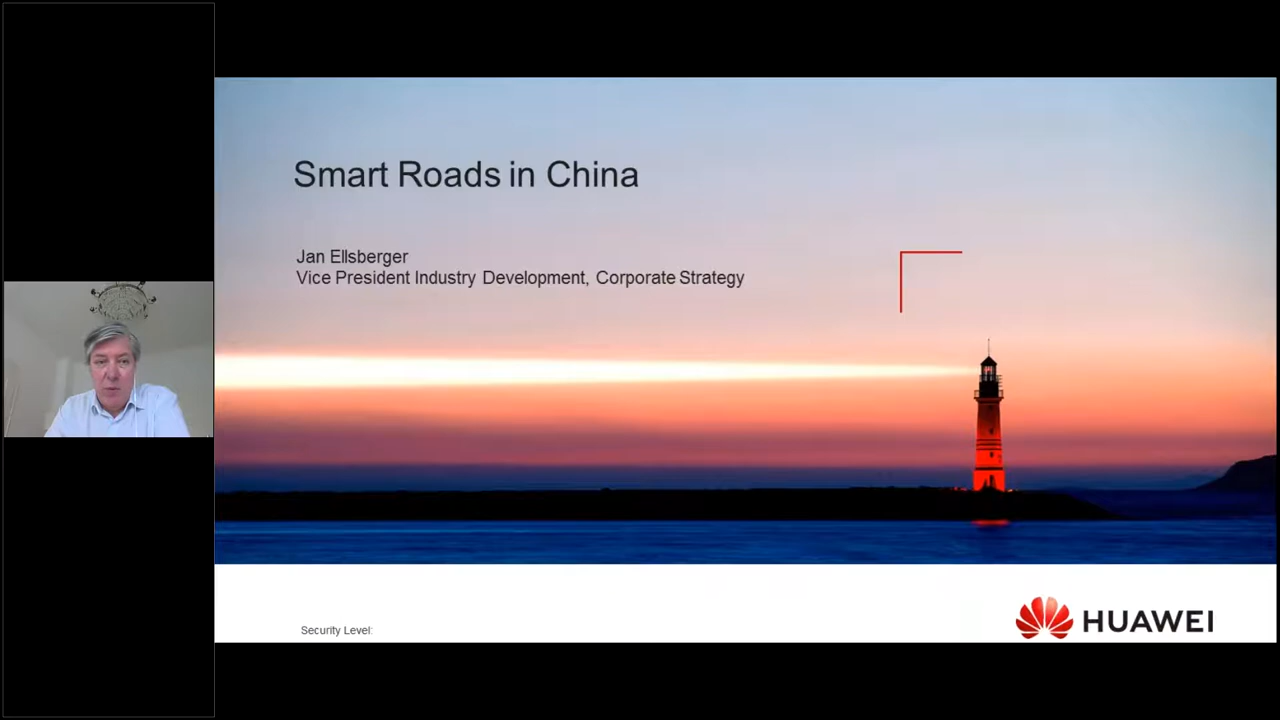 Smart Roads in China
Jan Ellsberger
Vice President Industry Development, Corporate Strategy
Security Level:
HUAWEI